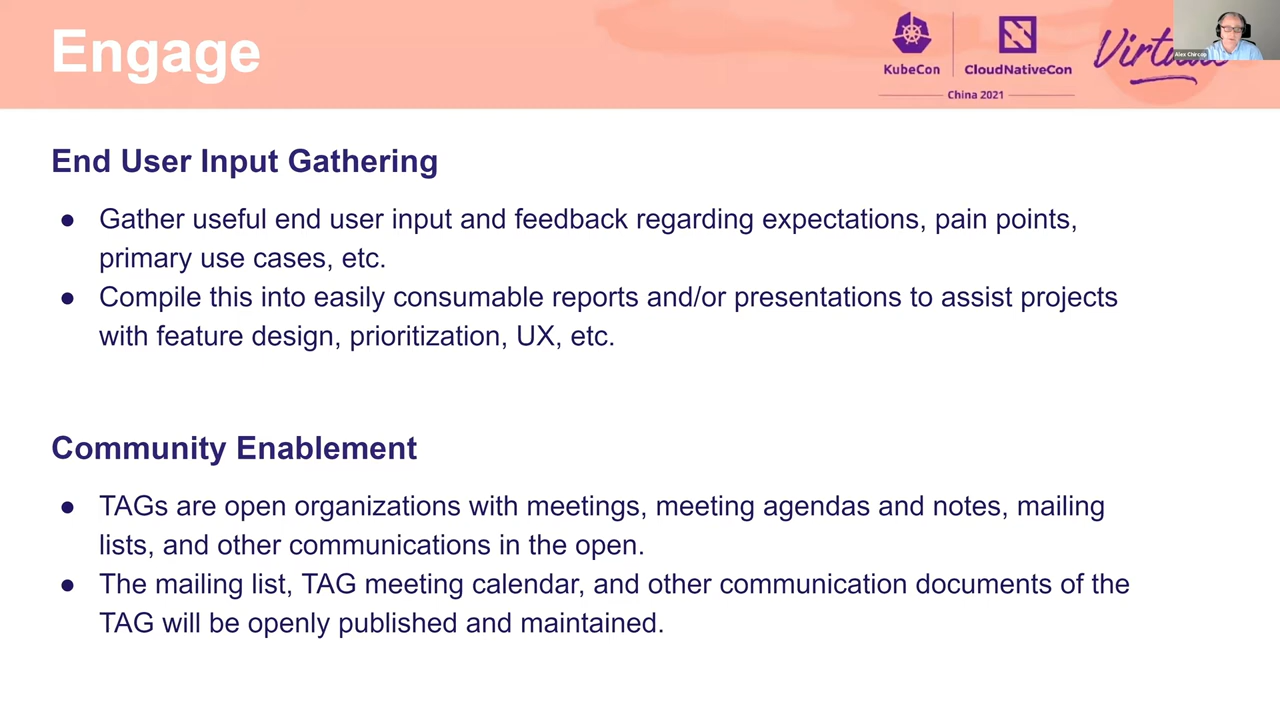 Engage
KubeCon
CloudNativeCon
China 2021
Virtual
Alex Chircop
End User Input Gathering
● Gather useful end user input and feedback regarding expectations, pain points,
primary use cases, etc.
● Compile this into easily consumable reports and/or presentations to assist projects
with feature design, prioritization, UX, etc.
Community Enablement
● TAGs are open organizations with meetings, meeting agendas and notes, mailing
lists, and other communications in the open.
● The mailing list, TAG meeting calendar, and other communication documents of the
TAG will be openly published and maintained.